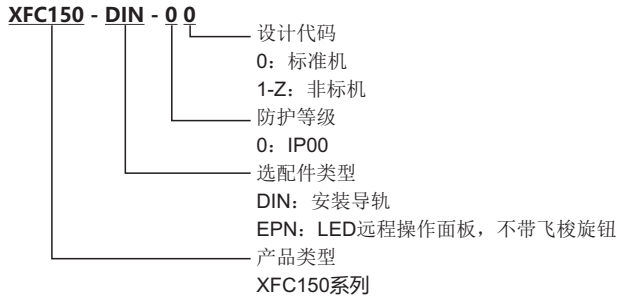 XFC150 - DIN - 0 0
设计代码
0：标准机
1-Z：非标机
防护等级
0：IP00
选配件类型
DIN：安装导轨
EPN：LED远程操作面板，不带飞梭旋钮
产品类型
XFC150系列